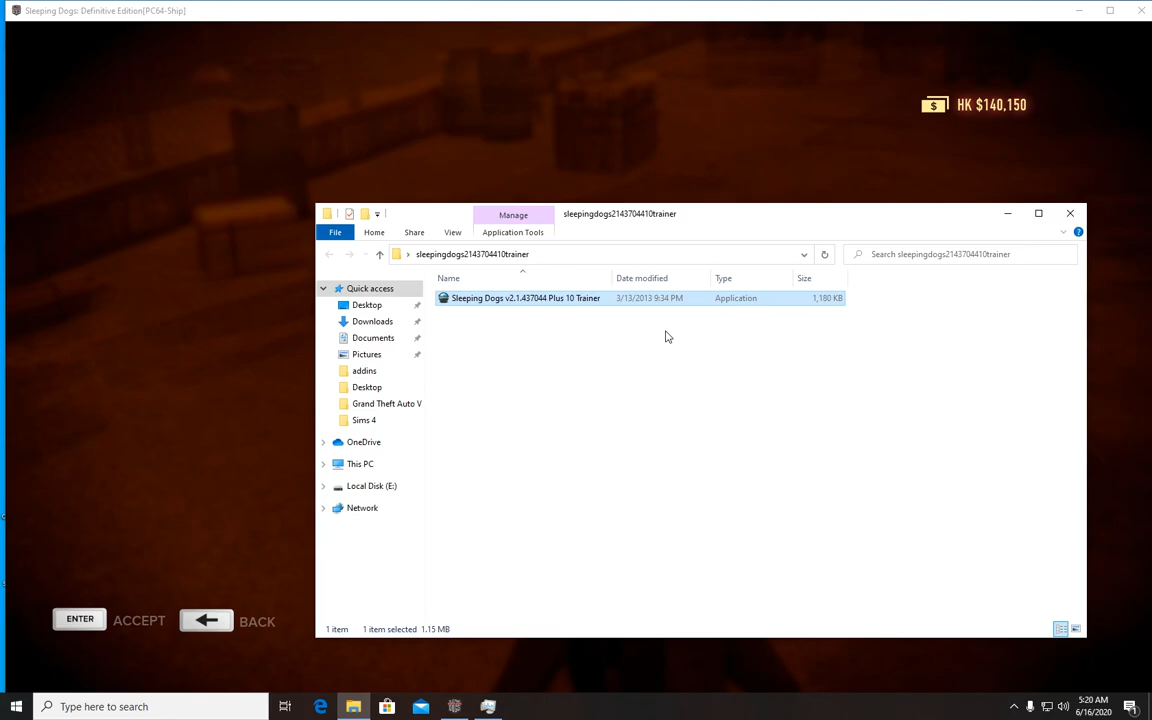 Sleeping Dogs: Definitive Edition[PC64-Ship]
$ HK $140,150
Manage sleepingdogs2143704410trainer
File Home Share View Application Tools
sleepingdogs2143704410trainer Search sleepingdogs2143704410trainer
Name Date modified Type Size
Quick access
Sleeping Dogs v2.1.437044 Plus 10 Trainer 3/13/2013 9:34 PM Application 1,180 KB
Desktop
Downloads
Documents
Pictures
addins
Desktop
Grand Theft Auto V
Sims 4
OneDrive
This PC
Local Disk (E:)
Network
ENTER ACCEPT BACK
1 item 1 item selected 1.15 MB
Type here to search
5:20 AM
6/16/2020
1